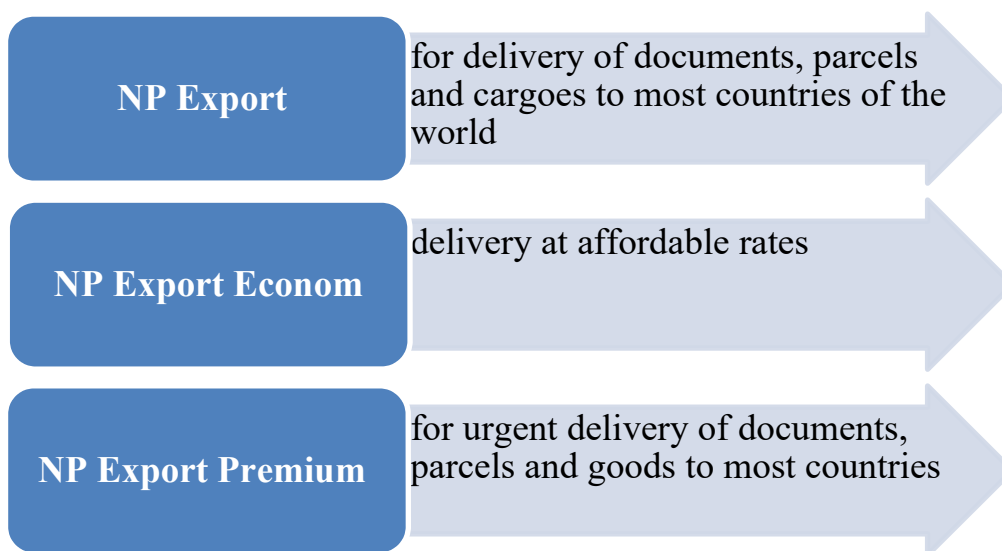 NP Export
for delivery of documents, parcels
and cargoes to most countries of the
world
NP Export Econom
delivery at affordable rates
NP Export Premium
for urgent delivery of documents,
parcels and goods to most countries